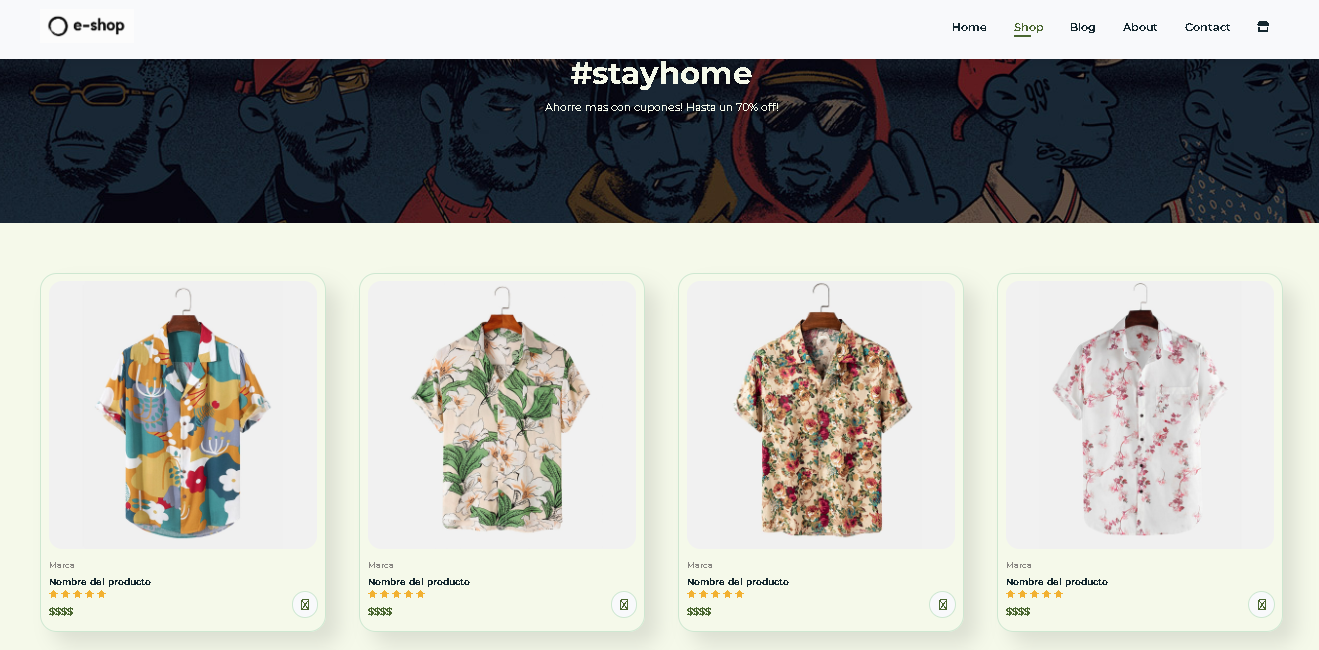 e-shop
Home Shop Blog About Contact
#stayhome
Ahorre mas con cupones! Hasta un 70% off!
Marca Marca Marca Marca
Nombre del producto Nombre del producto Nombre del producto Nombre del producto
$$$$ $$$$ $$$$ $$$$